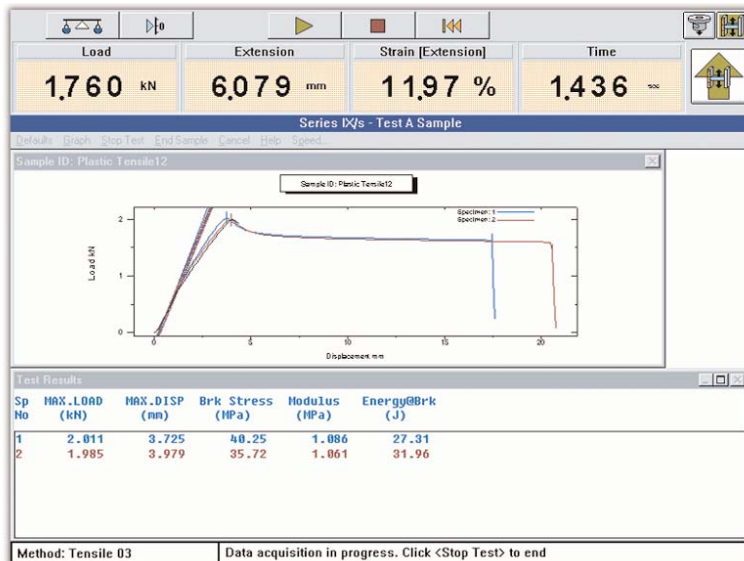 Load
Extension
Strain [Extension]
Time
1.760 kN
6.079 mm
11.97 %
1.436 sec
Series IX/s - Test A Sample
Defaults Graph Stop Test End Sample Cancel Help Speed...
Sample ID: Plastic Tensile12
Sample ID: Plastic Tensile12
Specimen: 1
Specimen: 2
Load kN
2
1
0
0 5 10 15 20
Displacement mm
Test Results
Sp MAX.LOAD MAX.DISP Brk Stress Modulus Energy@Brk
No (kN) (mm) (MPa) (MPa) (J)
1 2.011 3.725 40.25 1.086 27.31
2 1.985 3.979 35.72 1.061 31.96
Method: Tensile 03
Data acquisition in progress. Click <Stop Test> to end